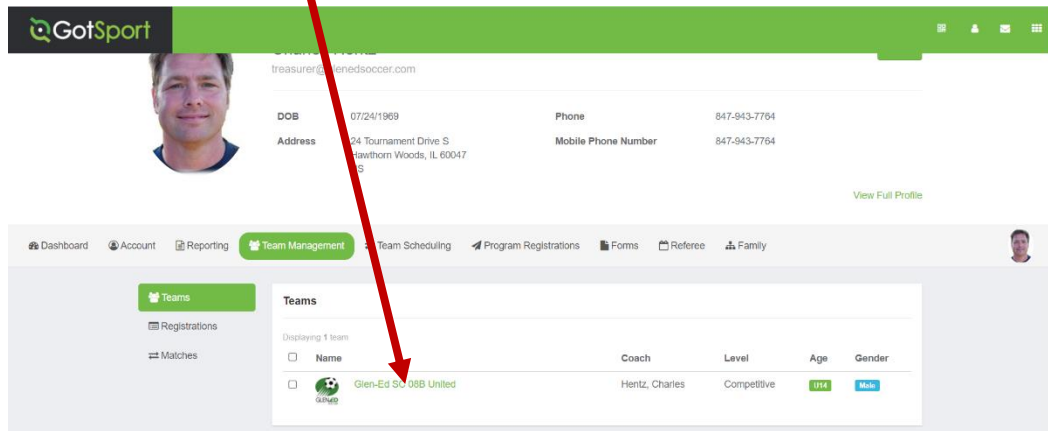 GotSport
treasurer@glenedsoccer.com
DOB 07/24/1969 Phone 847-943-7764
Address 24 Tournament Drive S Mobile Phone Number 847-943-7764
Hawthorn Woods, IL 60047
View Full Profile
Dashboard Account Reporting Team Management Team Scheduling Program Registrations Forms Referee Family
Teams
Registrations
Matches
Teams
Displaying 1 team
Name Coach Level Age Gender
Glen-Ed SC 08B United Hentz, Charles Competitive U14 Male
GLEN-ED